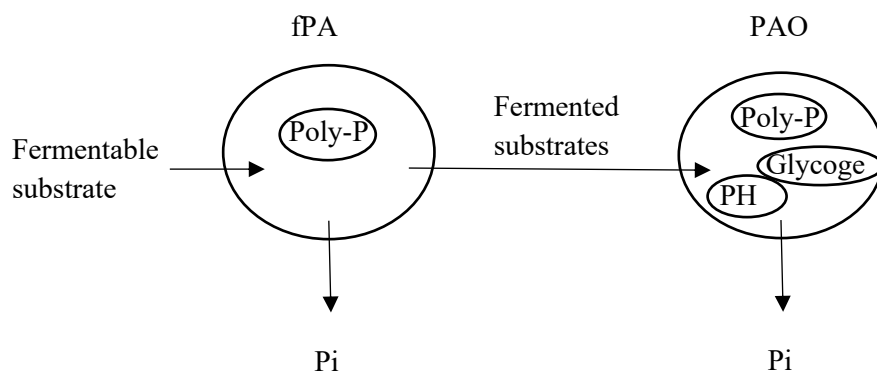 fPA
PAO
Poly-P
Poly-P
Fermentable
substrate
Fermented
substrates
Glycoge
PH
Pi
Pi